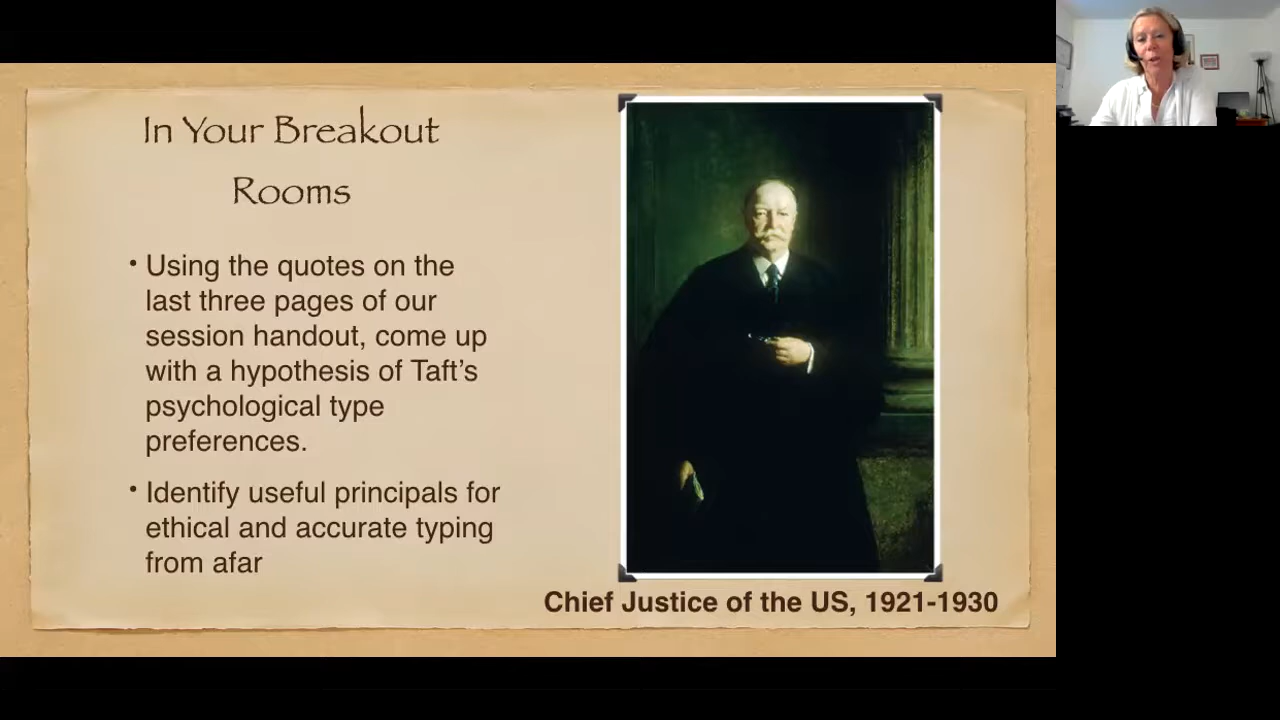 In Your Breakout
Rooms
• Using the quotes on the
last three pages of our
session handout, come up
with a hypothesis of Taft's
psychological type
preferences.
• Identify useful principals for
ethical and accurate typing
from afar
Chief Justice of the US, 1921-1930